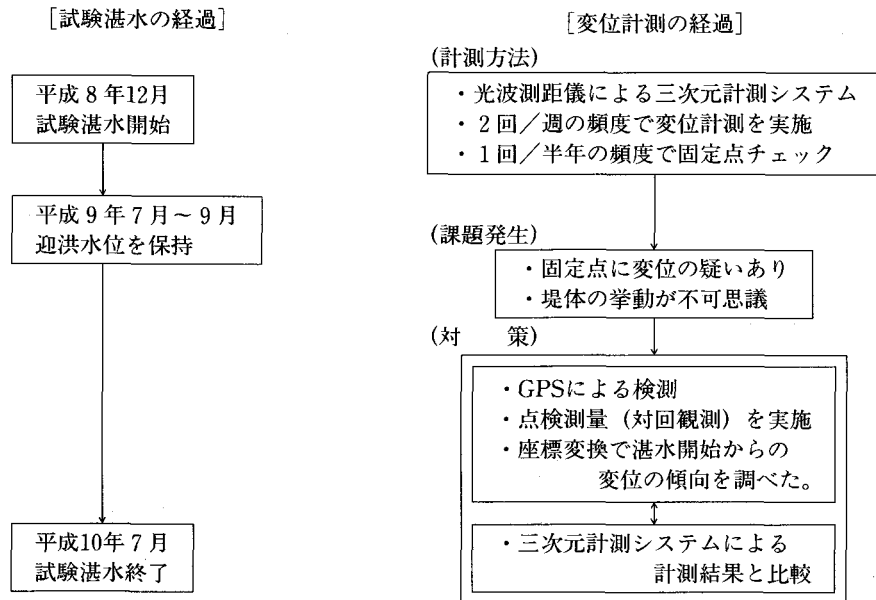 [試験湛水の経過]
平成8年12月
試験湛水開始
平成9年7月～9月
迎洪水位を保持
平成10年7月
試験湛水終了
[変位計測の経過]
(計測方法)
・光波測距儀による三次元計測システム
・2回／週の頻度で変位計測を実施
・1回／半年の頻度で固定点チェック
(課題発生)
・固定点に変位の疑いあり
・堤体の挙動が不可思議
(対　　策)
・GPSによる検測
・点検測量（対回観測）を実施
・座標変換で湛水開始からの
変位の傾向を調べた。
・三次元計測システムによる
計測結果と比較